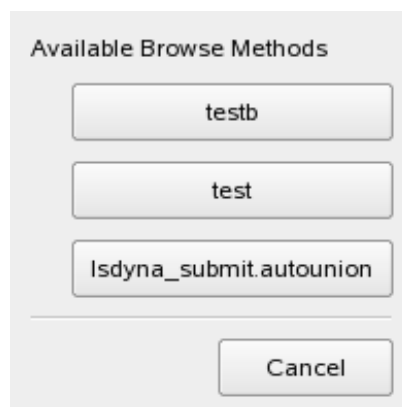 Available Browse Methods
testb
test
lsdyna_submit.autounion
Cancel